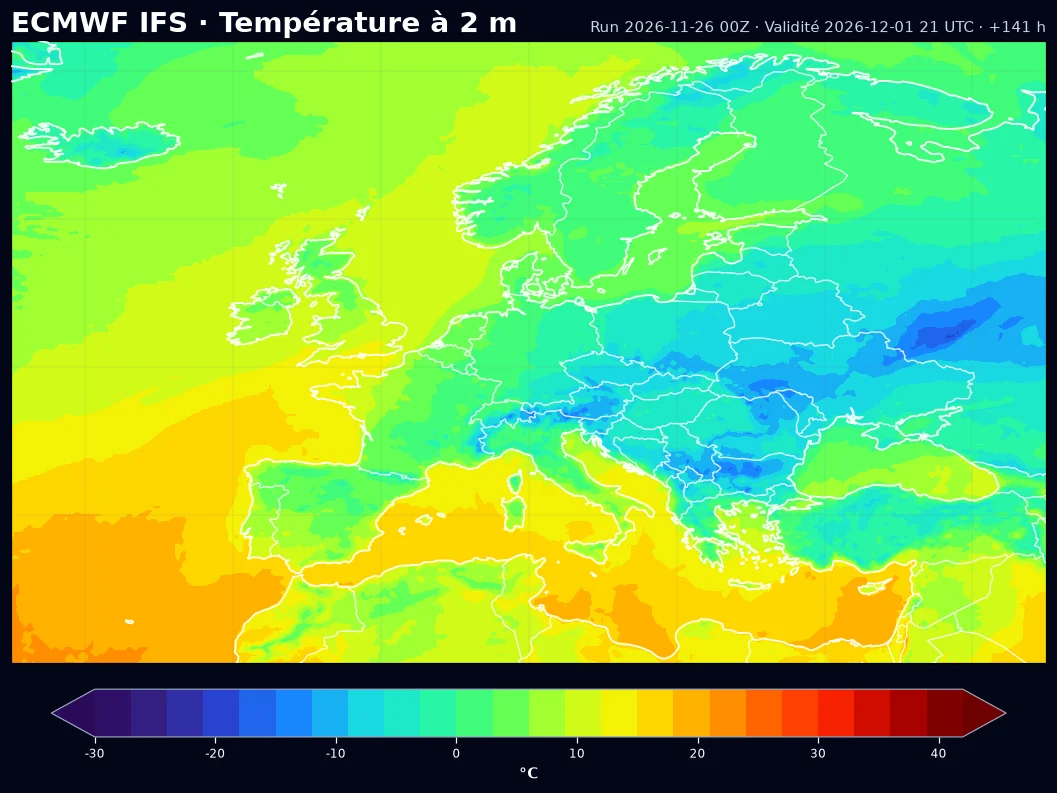 ECMWF IFS · Température à 2 m
Run 2026-11-26 00Z · Validité 2026-12-01 21 UTC · +141 h
-30 -20 -10 0 10 20 30 40
°C